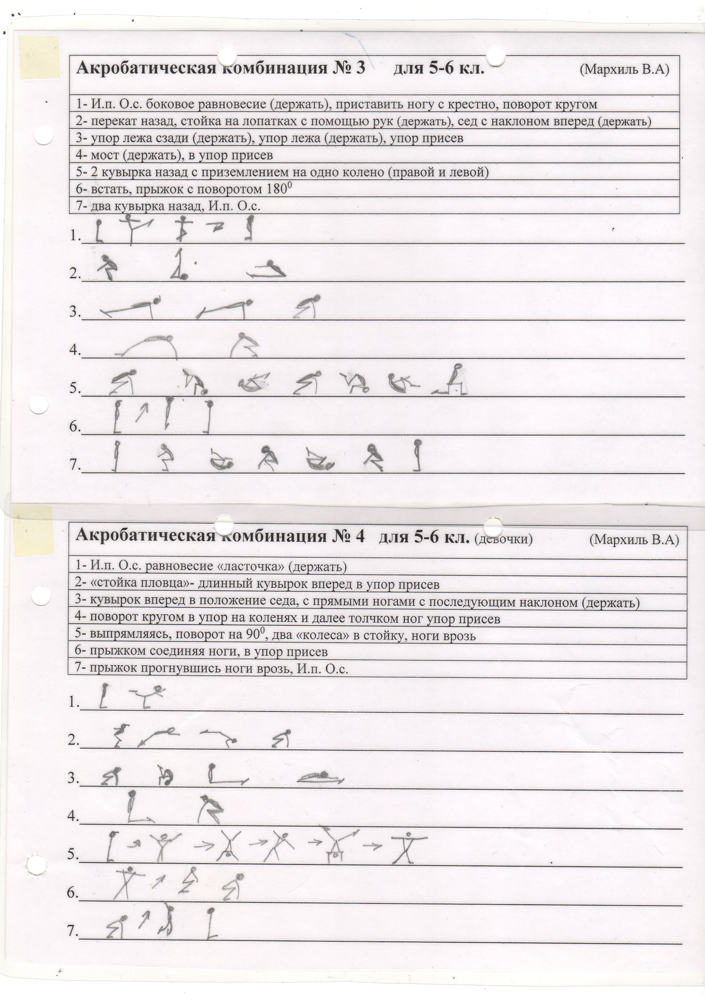 Акробатическая комбинация № 3 для 5-6 кл. (Мархиль В.А)
1- И.п. О.с. боковое равновесие (держать), приставить ногу с крестно, поворот кругом
2- перекат назад, стойка на лопатках с помощью рук (держать), сед с наклоном вперед (держать)
3- упор лежа сзади (держать), упор лежа (держать), упор присев
4- мост (держать), в упор присев
5- 2 кувырка назад с приземлением на одно колено (правой и левой)
6- встать, прыжок с поворотом 180⁰
7- два кувырка назад, И.п. О.с.
1.
2.
3.
4.
5.
6.
7.
Акробатическая комбинация № 4 для 5-6 кл. (девочки) (Мархиль В.А)
1- И.п. О.с. равновесие «ласточка» (держать)
2- «стойка пловца»- длинный кувырок вперед в упор присев
3- кувырок вперед в положение седа, с прямыми ногами с последующим наклоном (держать)
4- поворот кругом в упор на коленях и далее толчком ног упор присев
5- выпрямляясь, поворот на 90⁰, два «колеса» в стойку, ноги врозь
6- прыжком соединяя ноги, в упор присев
7- прыжок прогнувшись ноги врозь, И.п. О.с.
1.
2.
3.
4.
5.
6.
7.